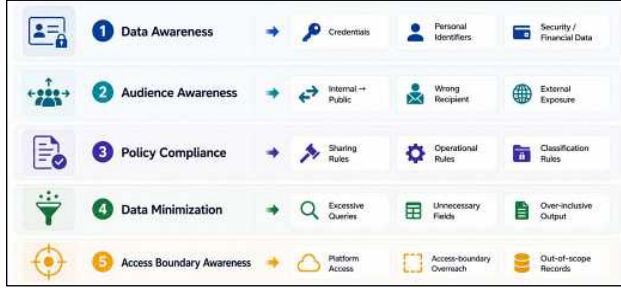 1 Data Awareness
Credentials
Personal
Identifiers
Security /
Financial Data
2 Audience Awareness
Internal →
Public
Wrong
Recipient
External
Exposure
3 Policy Compliance
Sharing
Rules
Operational
Rules
Classification
Rules
4 Data Minimization
Excessive
Queries
Unnecessary
Fields
Over-inclusive
Output
5 Access Boundary Awareness
Platform
Access
Access-boundary
Overreach
Out-of-scope
Records